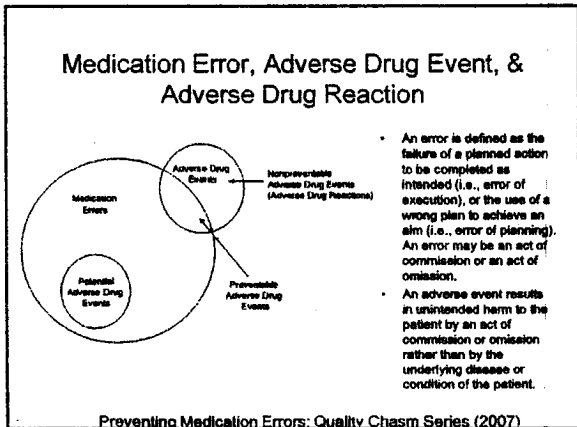 Medication Error, Adverse Drug Event, &
Adverse Drug Reaction
Adverse Drug
Events
Nonpreventable
Adverse Drug Events
(Adverse Drug Reactions)
Medication
Errors
Potential
Adverse Drug
Events
Preventable
Adverse Drug
Events
• An error is defined as the
failure of a planned action
to be completed as
intended (i.e., error of
execution), or the use of a
wrong plan to achieve an
aim (i.e., error of planning).
An error may be an act of
commission or an act of
omission.
• An adverse event results
in unintended harm to the
patient by an act of
commission or omission
rather than by the
underlying disease or
condition of the patient.
Preventing Medication Errors: Quality Chasm Series (2007)